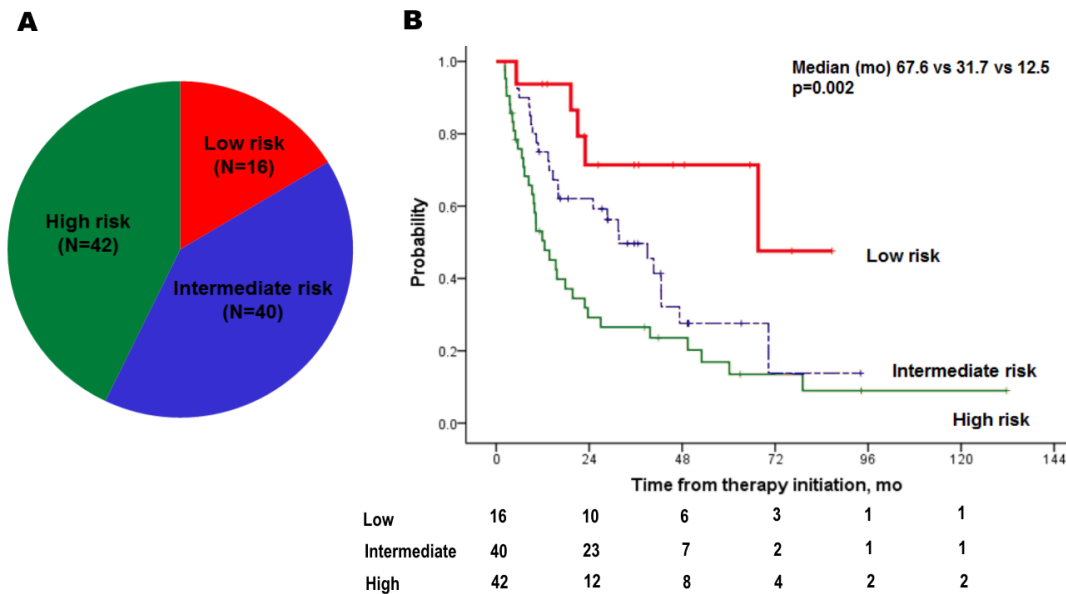 A
Low risk
(N=16)
High risk
(N=42)
Intermediate risk
(N=40)
B
Median (mo) 67.6 vs 31.7 vs 12.5
p=0.002
1.0
0.8
0.6
0.4
0.2
0.0
Probability
Low risk
Intermediate risk
High risk
0 24 48 72 96 120 144
Time from therapy initiation, mo
Low 16 10 6 3 1 1
Intermediate 40 23 7 2 1 1
High 42 12 8 4 2 2